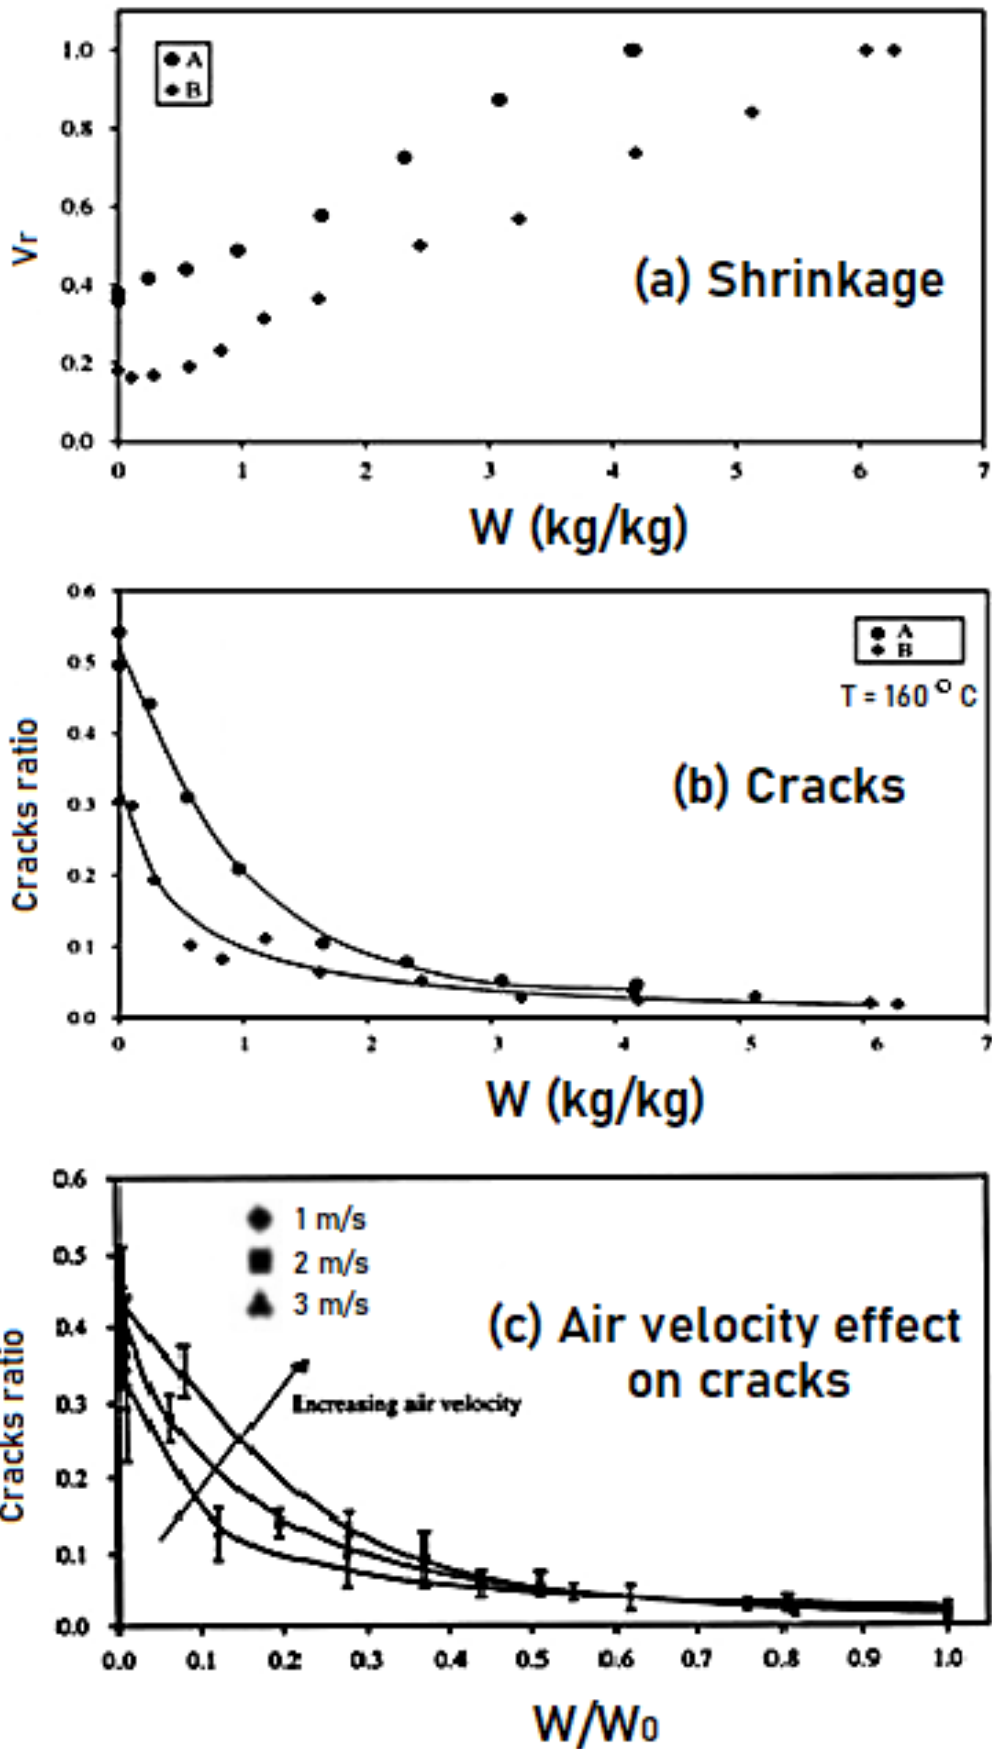 1.0
0.8
0.6
0.4
0.2
0.0
Vr
A
B
(a) Shrinkage
0 1 2 3 4 5 6 7
W (kg/kg)
0.6
0.5
0.4
0.3
0.2
0.1
0.0
Cracks ratio
A
B
T = 160 ° C
(b) Cracks
0 1 2 3 4 5 6 7
W (kg/kg)
0.6
0.5
0.4
0.3
0.2
0.1
0.0
Cracks ratio
1 m/s
2 m/s
3 m/s
(c) Air velocity effect
on cracks
Increasing air velocity
0.0 0.1 0.2 0.3 0.4 0.5 0.6 0.7 0.8 0.9 1.0
W/W₀